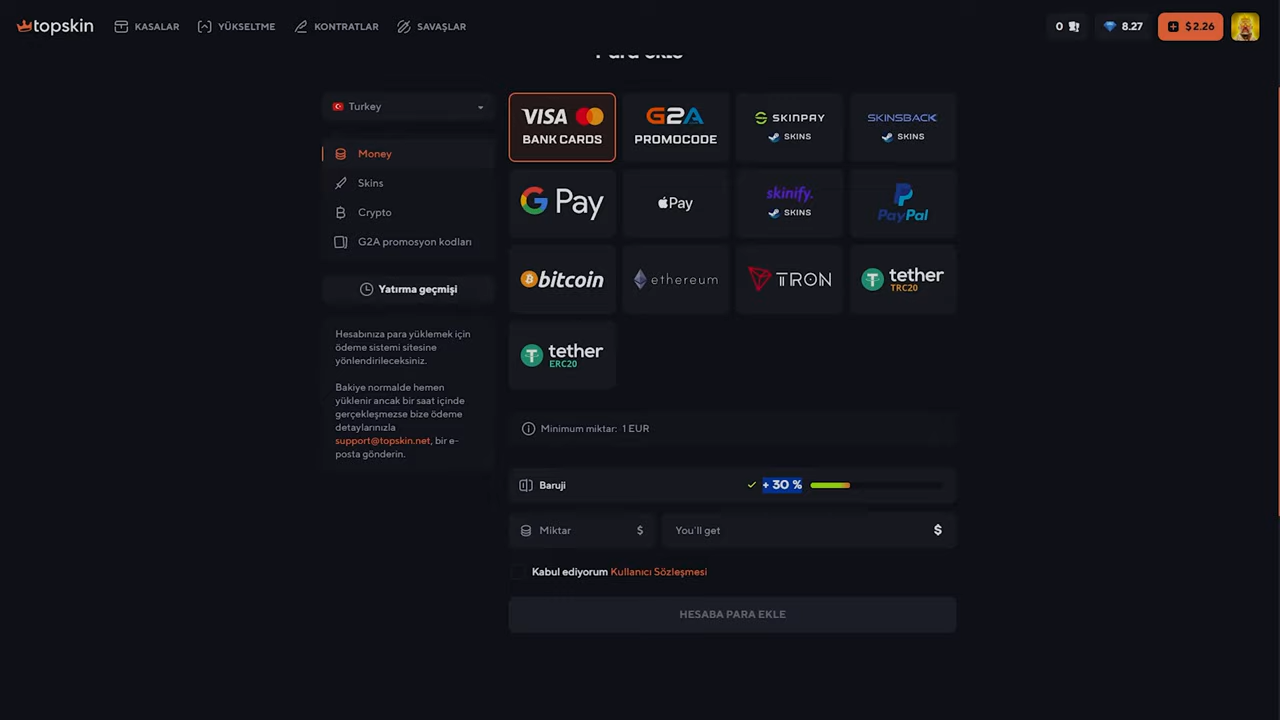 topskin
KASALAR
YÜKSELTME
KONTRATLAR
SAVAŞLAR
0
8.27
$2.26
Para ekle
Turkey
Money
Skins
Crypto
G2A promosyon kodları
Yatırma geçmişi
Hesabınıza para yüklemek için
ödeme sistemi sitesine
yönlendirileceksiniz.
Bakiye normalde hemen
yüklenir ancak bir saat içinde
gerçekleşmezse bize ödeme
detaylarınızla
support@topskin.net, bir e-
posta gönderin.
VISA
BANK CARDS
G2A
PROMOCODE
SKINPAY
SKINS
SKINSBACK
SKINS
G Pay
Pay
skinify.
SKINS
PayPal
bitcoin
ethereum
TRON
tether
TRC20
tether
ERC20
Minimum miktar: 1 EUR
Baruji
+ 30 %
Miktar $
You'll get $
Kabul ediyorum Kullanıcı Sözleşmesi
HESABA PARA EKLE